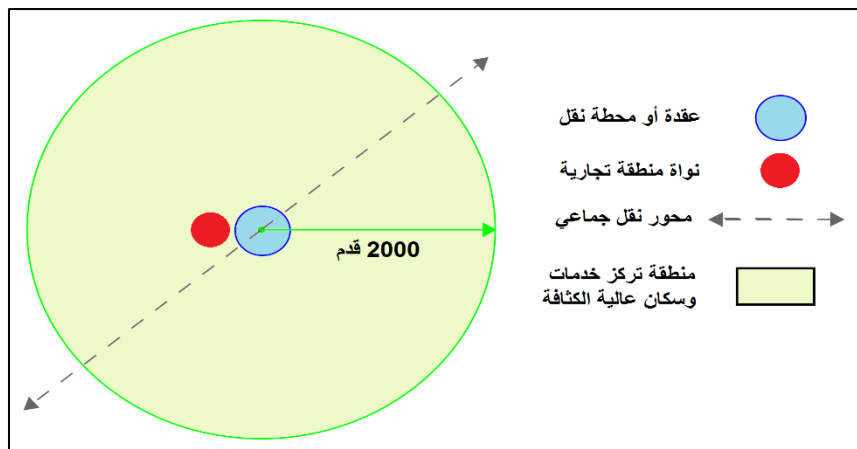 عقدة أو محطة نقل
نواة منطقة تجارية
محور نقل جماعي
منطقة تركز خدمات
وسكان عالية الكثافة
2000 قدم